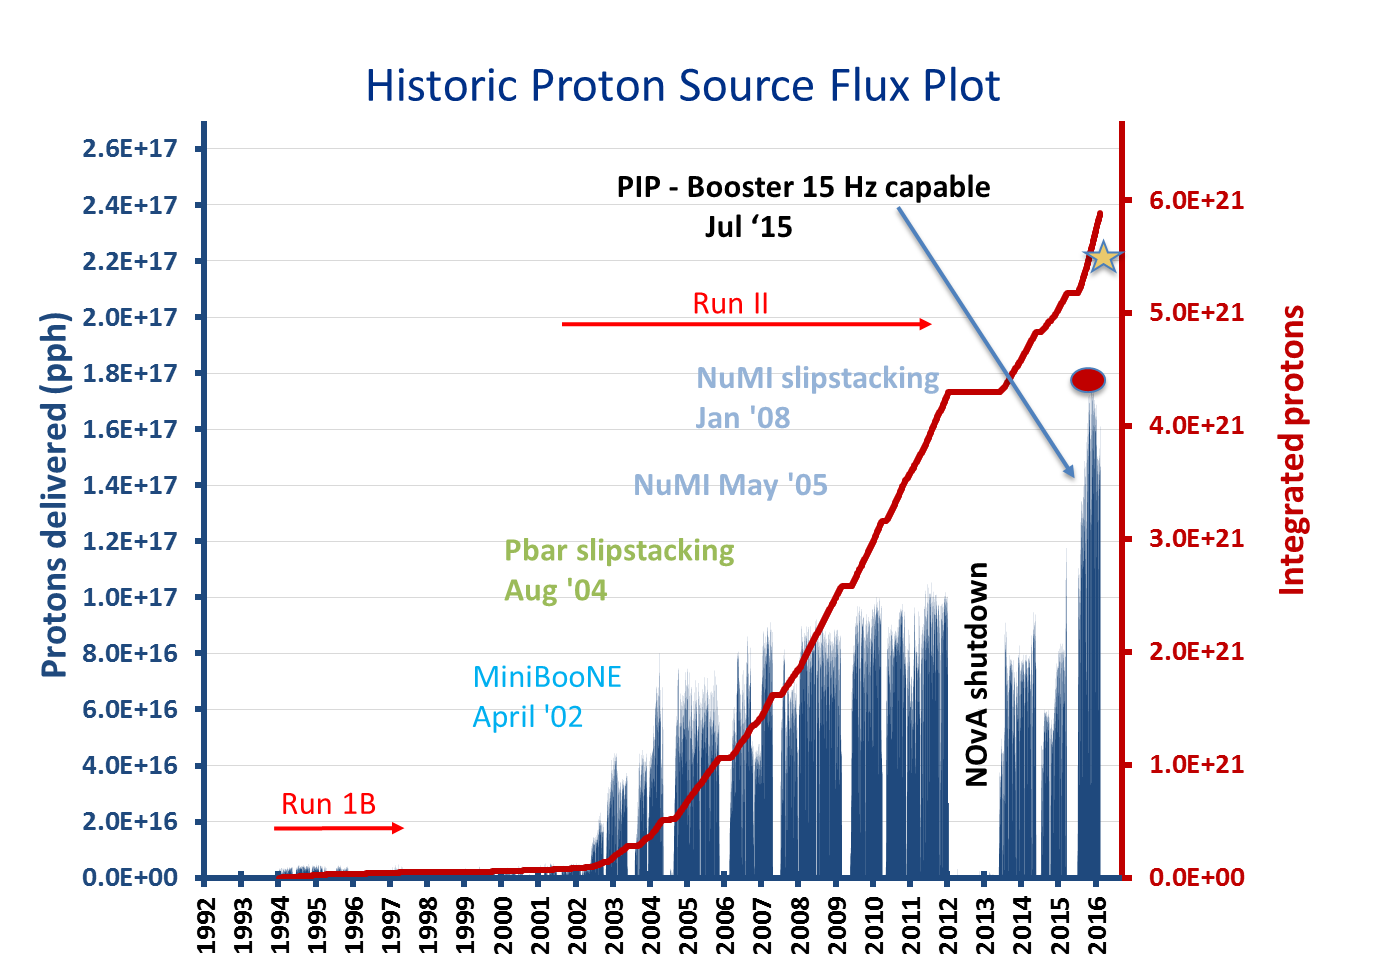 Historic Proton Source Flux Plot
2.6E+17
2.4E+17
2.2E+17
2.0E+17
1.8E+17
1.6E+17
1.4E+17
1.2E+17
1.0E+17
8.0E+16
6.0E+16
4.0E+16
2.0E+16
0.0E+00
Protons delivered (pph)
PIP - Booster 15 Hz capable
Jul ‘15
Run II
NuMI slipstacking
Jan '08
NuMI May '05
Pbar slipstacking
Aug '04
MiniBooNE
April '02
Run 1B
NOvA shutdown
6.0E+21
5.0E+21
4.0E+21
3.0E+21
2.0E+21
1.0E+21
0.0E+00
Integrated protons
1992
1993
1994
1995
1996
1997
1998
1999
2000
2001
2002
2003
2004
2005
2006
2007
2008
2009
2010
2011
2012
2013
2014
2015
2016